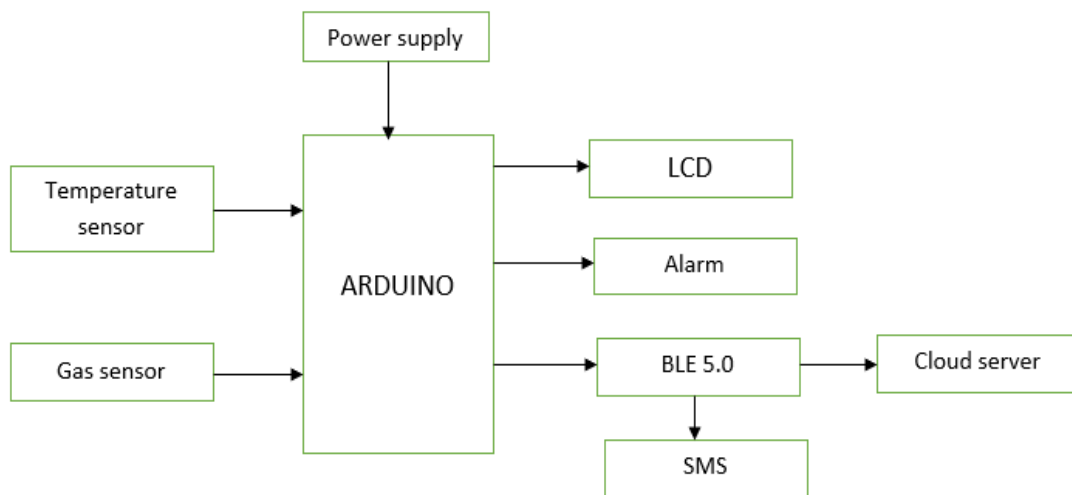 Power supply
LCD
Temperature
sensor
Alarm
ARDUINO
Gas sensor
BLE 5.0
Cloud server
SMS